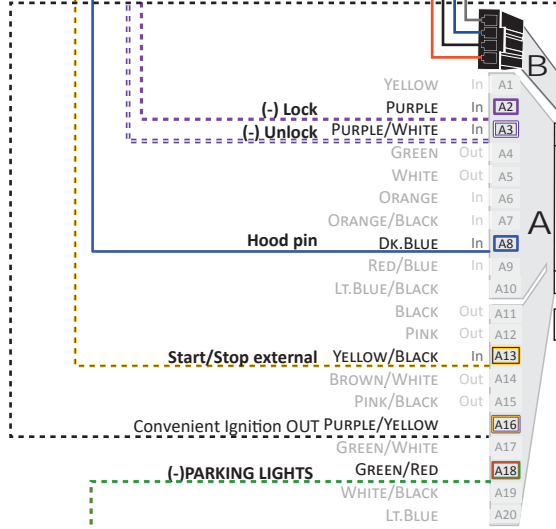 B
YELLOW In A1
(-) Lock PURPLE In A2
(-) Unlock PURPLE/WHITE In A3
GREEN Out A4
WHITE Out A5
ORANGE In A6
ORANGE/BLACK In A7
A
Hood pin DK.BLUE In A8
RED/BLUE In A9
LT.BLUE/BLACK A10
BLACK Out A11
PINK Out A12
Start/Stop external YELLOW/BLACK In A13
BROWN/WHITE Out A14
PINK/BLACK Out A15
Convenient Ignition OUT PURPLE/YELLOW A16
GREEN/WHITE A17
(-)PARKING LIGHTS GREEN/RED A18
WHITE/BLACK A19
LT.BLUE A20